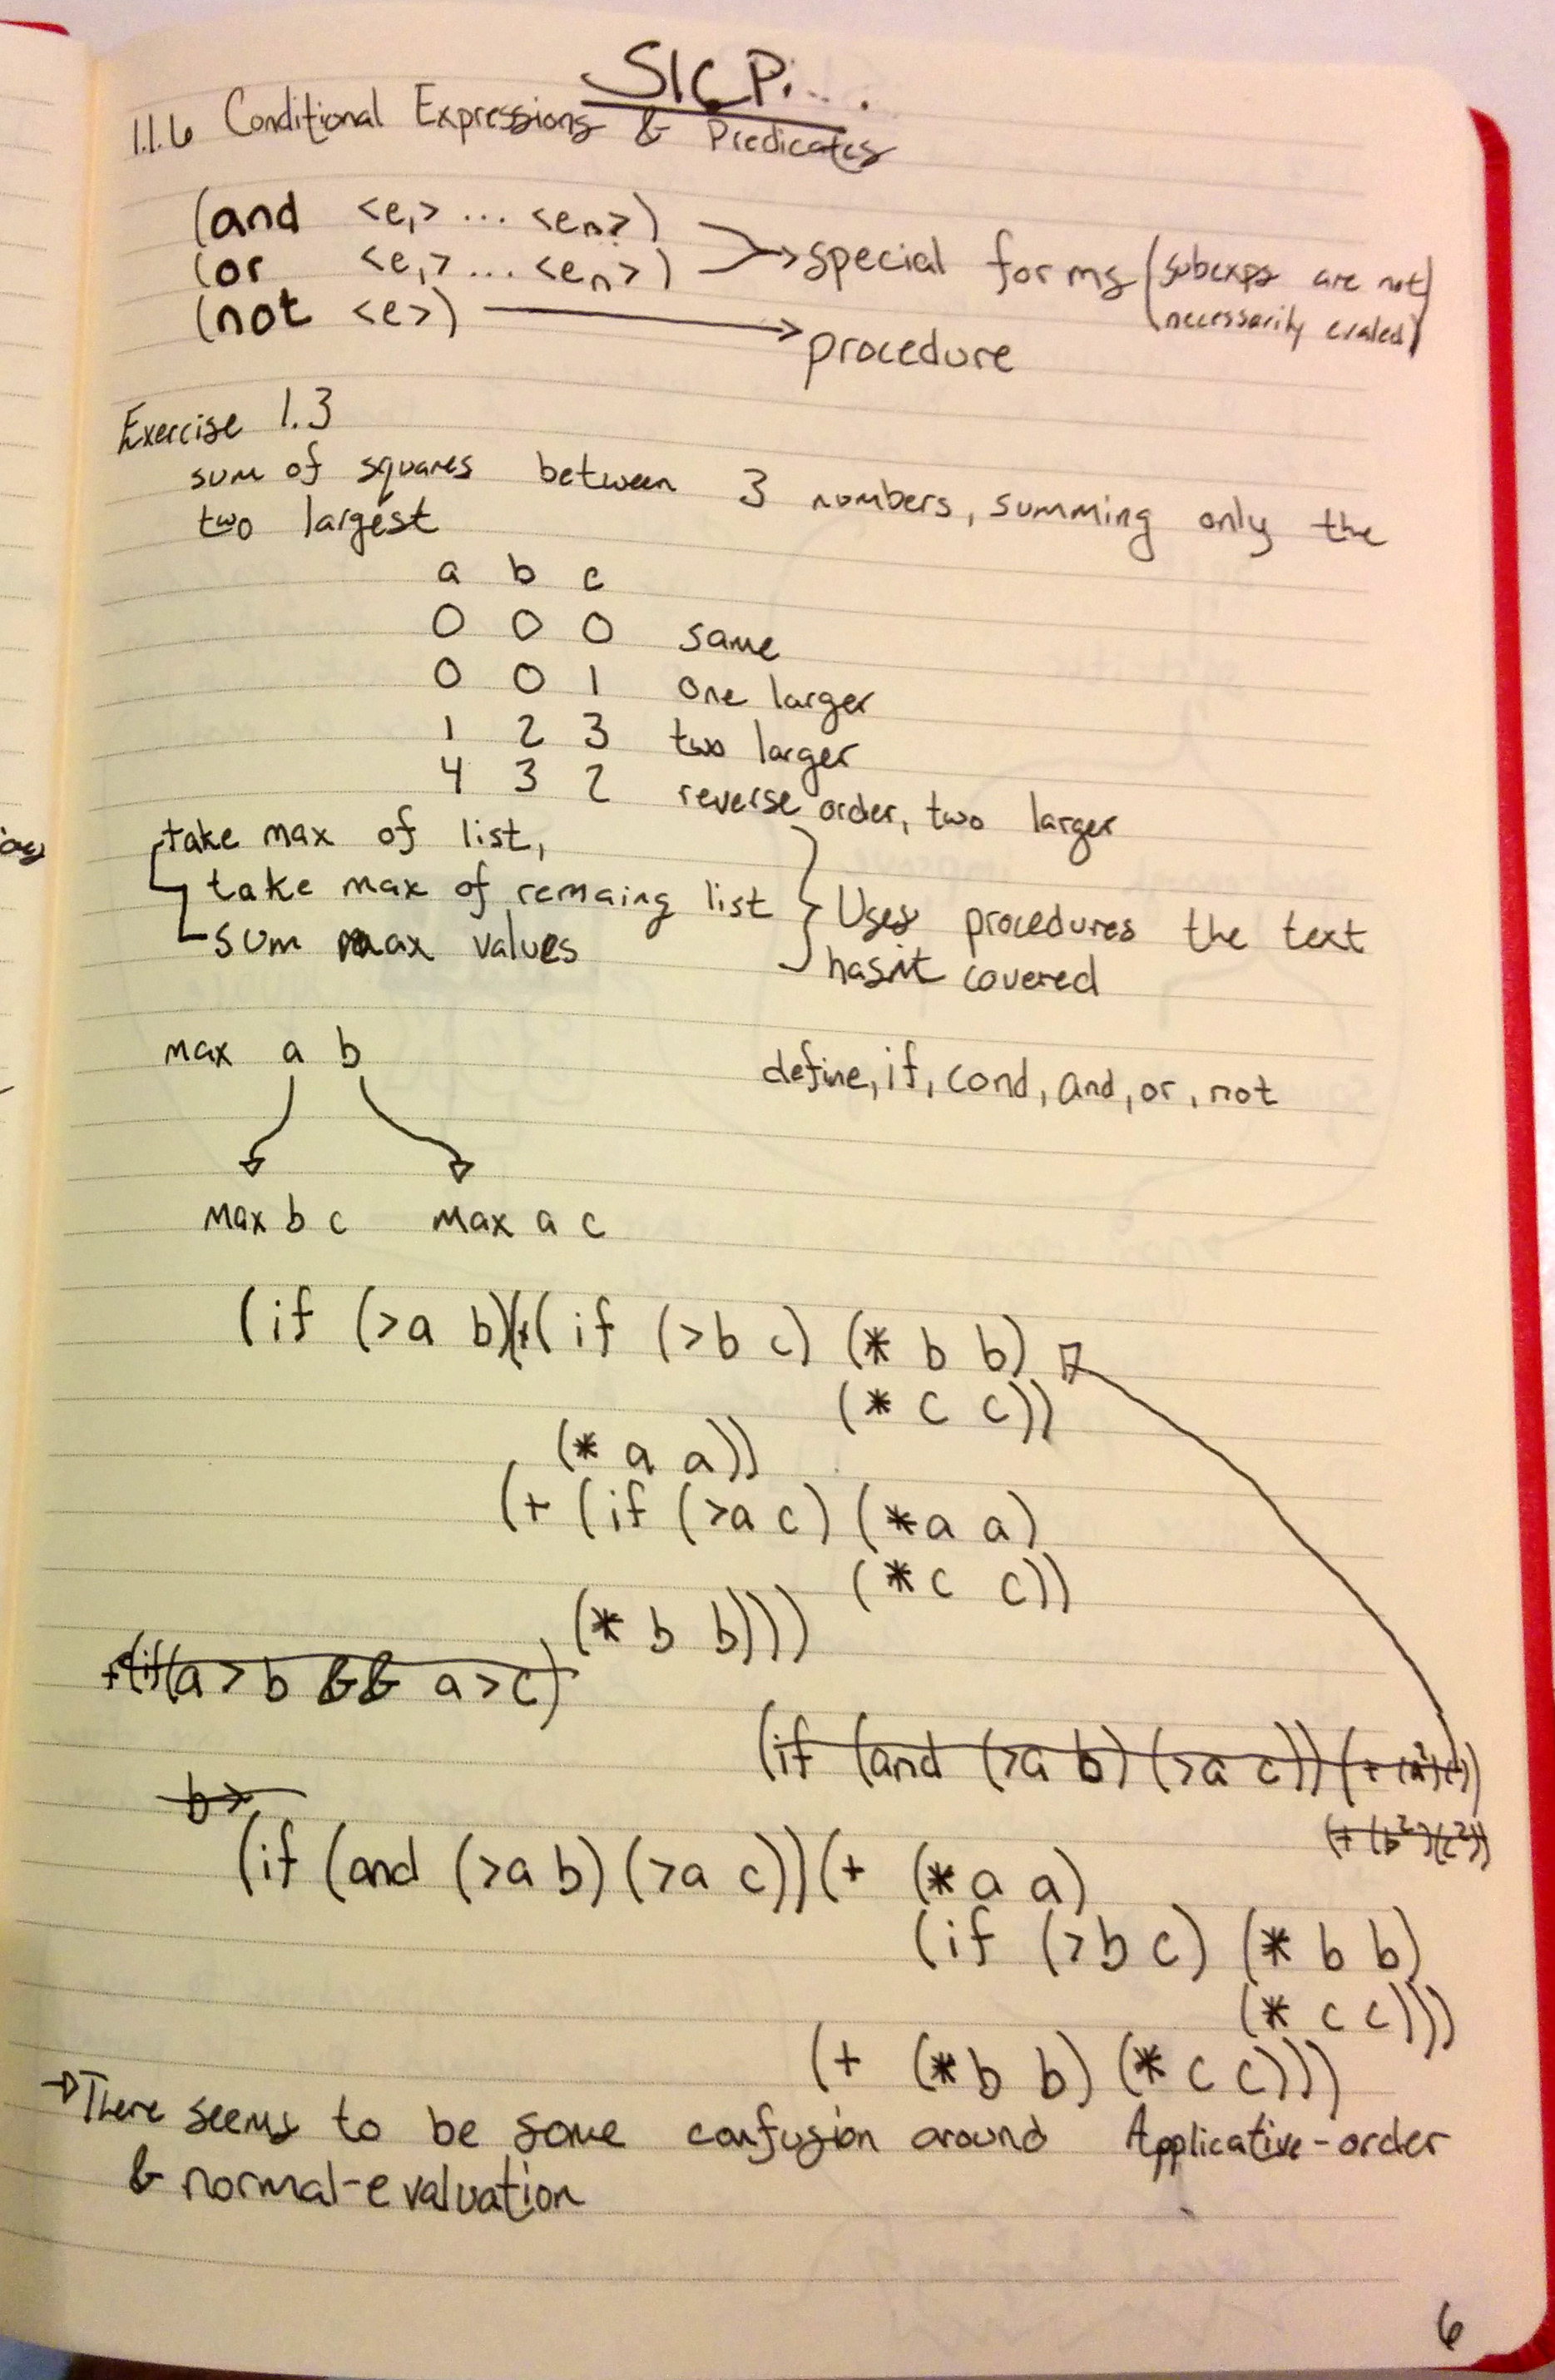 SICP...
1.1.6 Conditional Expressions & Predicates
(and <e₁> ... <eₙ>)
(or <e₁> ... <eₙ>) → special forms (subexps are not
necessarily evaled)
(not <e>) → procedure
Exercise 1.3
sum of squares between 3 numbers, summing only the
two largest
a b c
0 0 0 same
0 0 1 one larger
1 2 3 two larger
4 3 2 reverse order, two larger
take max of list,
take max of remaing list
sum max values
Uses procedures the text
hasn't covered
max a b
define, if, cond, and, or, not
max b c max a c
(if (>a b)(+(if (>b c) (* b b)
(* c c))
(* a a))
(+ (if (>a c) (*a a)
(*c c))
(* b b)))
+(if(a>b && a>c)
(if (and (>a b) (>a c))
(+ (b²)(c²))
b>
(if (and (>a b) (>a c)) (+ (*a a)
(if (>b c) (* b b)
(* c c)))
(+ (*b b) (* c c)))
→There seems to be some confusion around Applicative-order
& normal-evaluation
6